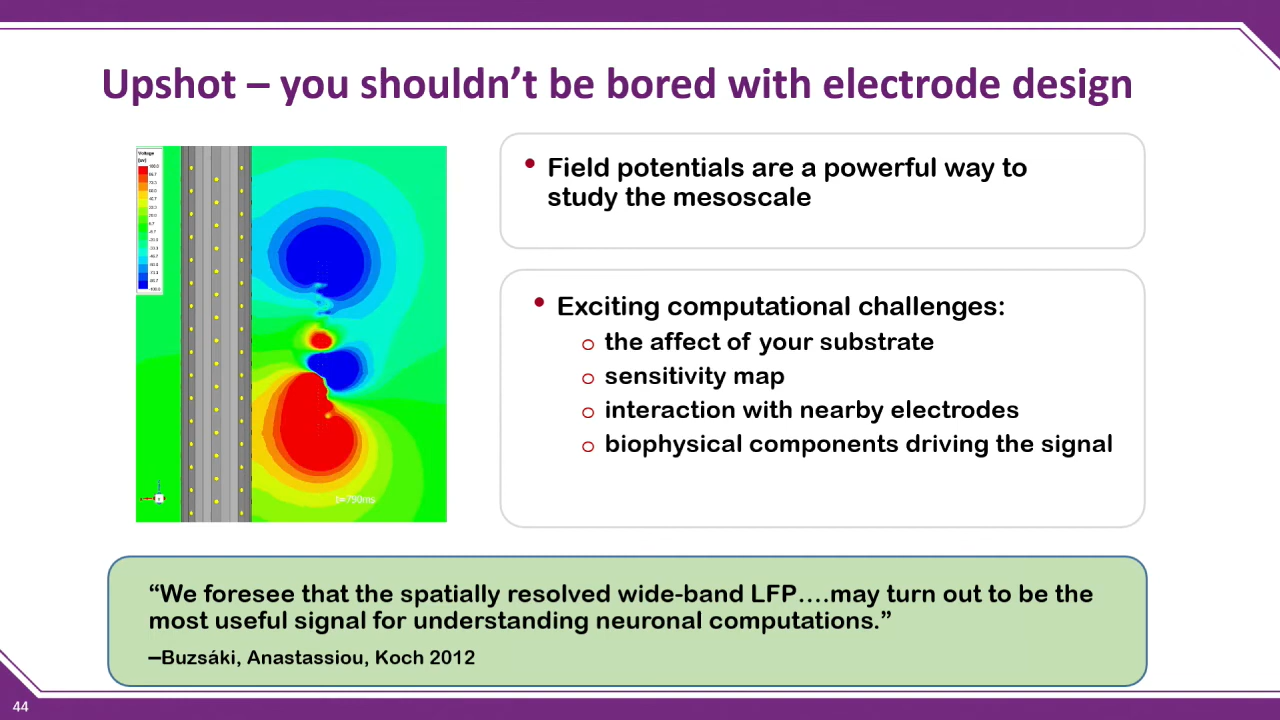 Upshot – you shouldn't be bored with electrode design
Voltage
• Field potentials are a powerful way to
study the mesoscale
• Exciting computational challenges:
o the affect of your substrate
o sensitivity map
o interaction with nearby electrodes
o biophysical components driving the signal
t=790ms
“We foresee that the spatially resolved wide-band LFP....may turn out to be the
most useful signal for understanding neuronal computations.”
–Buzsáki, Anastassiou, Koch 2012
44